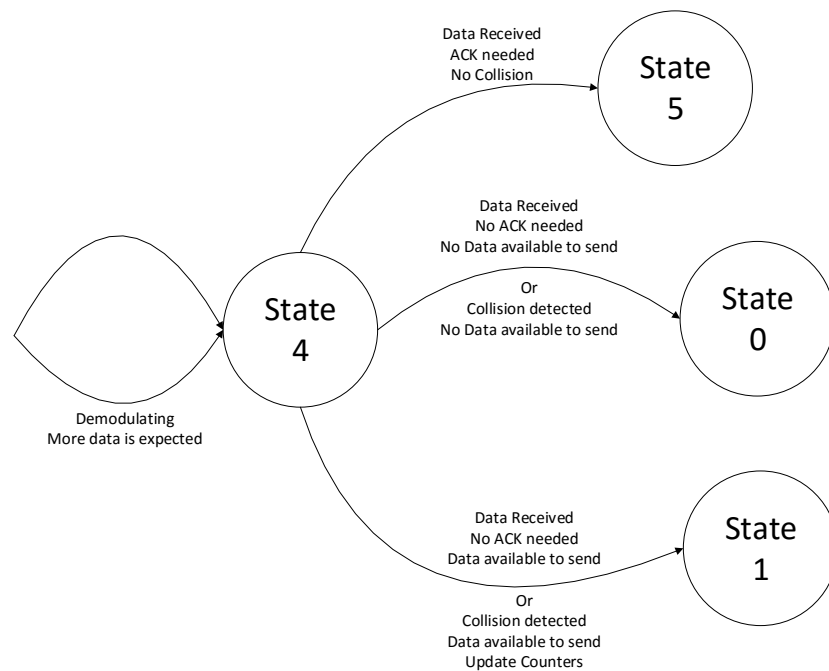 Data Received
ACK needed
No Collision
State
5
Data Received
No ACK needed
No Data available to send
Or
Collision detected
No Data available to send
State
0
State
4
Demodulating
More data is expected
Data Received
No ACK needed
Data available to send
Or
Collision detected
Data available to send
Update Counters
State
1